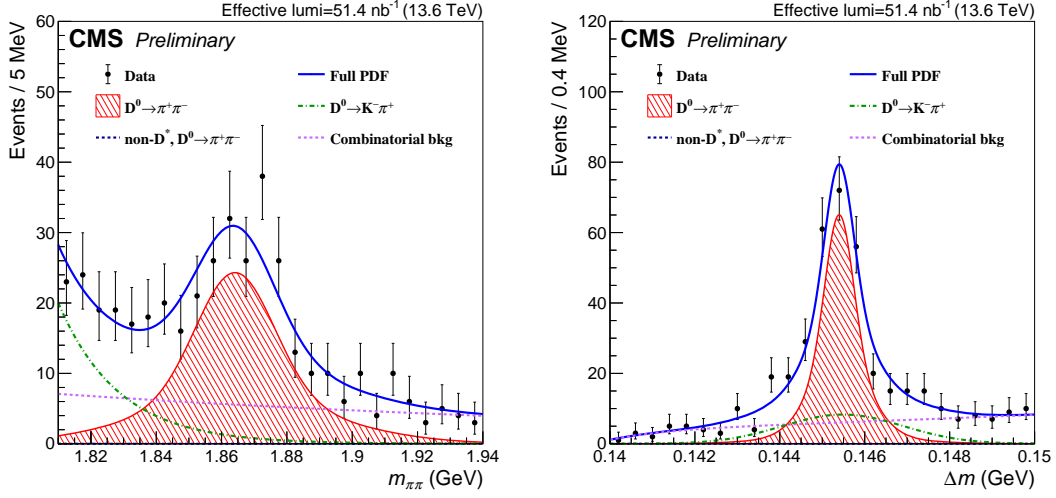 Effective lumi=51.4 nb⁻¹ (13.6 TeV)
CMS Preliminary
Data
Full PDF
D⁰→π⁺π⁻
D⁰→K⁻π⁺
non-D*, D⁰→π⁺π⁻
Combinatorial bkg
Events / 5 MeV
60
50
40
30
20
10
0
1.82 1.84 1.86 1.88 1.9 1.92 1.94
m_ππ (GeV)
Effective lumi=51.4 nb⁻¹ (13.6 TeV)
CMS Preliminary
Data
Full PDF
D⁰→π⁺π⁻
D⁰→K⁻π⁺
non-D*, D⁰→π⁺π⁻
Combinatorial bkg
Events / 0.4 MeV
120
100
80
60
40
20
0
0.14 0.142 0.144 0.146 0.148 0.15
Δm (GeV)